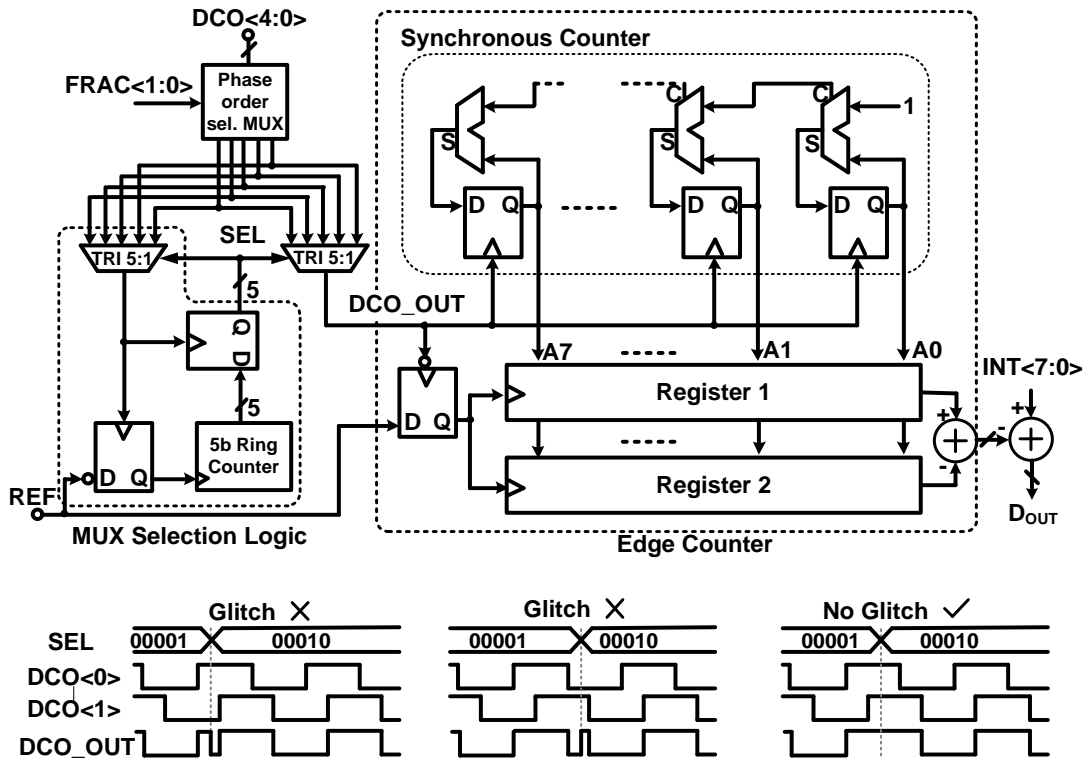 DCO<4:0>
FRAC<1:0>
Phase
order
sel. MUX
Synchronous Counter
C
C
1
S
S
S
D Q
D Q
D Q
SEL
TRI 5:1
TRI 5:1
5
Q
D
DCO_OUT
A7
A1
A0
INT<7:0>
5
D Q
Register 1
+
-
+
-
D Q
5b Ring
Counter
Register 2
REF
MUX Selection Logic
Edge Counter
DOUT
Glitch ✕
Glitch ✕
No Glitch ✓
SEL
00001
00010
00001
00010
00001
00010
DCO<0>
DCO<1>
DCO_OUT